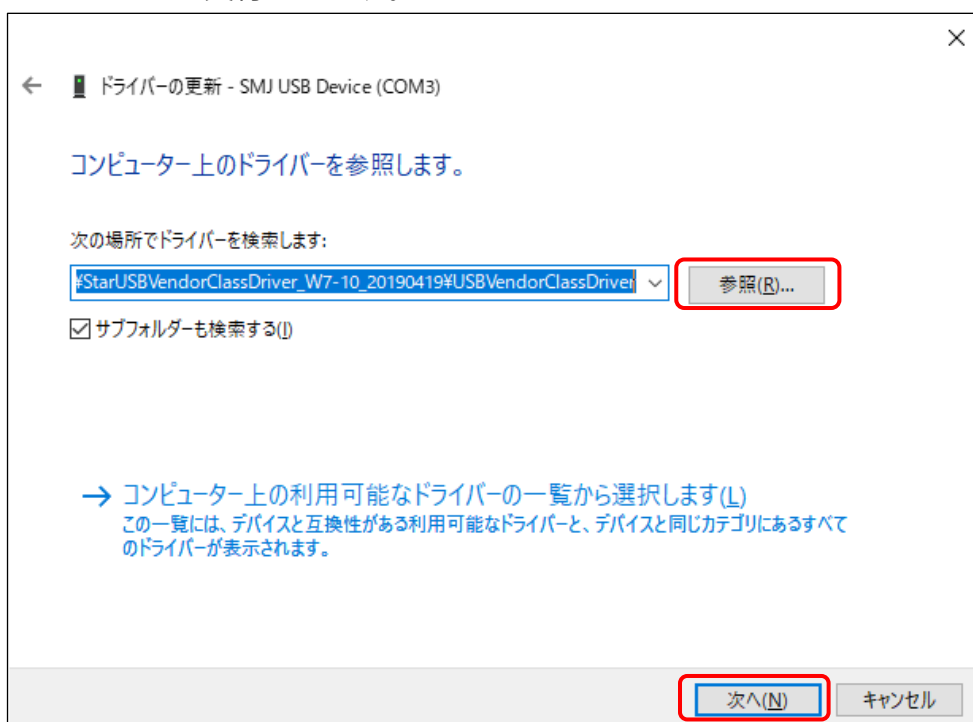 ドライバーの更新 - SMJ USB Device (COM3)
コンピューター上のドライバーを参照します。
次の場所でドライバーを検索します:
¥StarUSBVendorClassDriver_W7-10_20190419¥USBVendorClassDriver
参照(R)...
サブフォルダーも検索する(I)
コンピューター上の利用可能なドライバーの一覧から選択します(L)
この一覧には、デバイスと互換性がある利用可能なドライバーと、デバイスと同じカテゴリにあるすべて
のドライバーが表示されます。
次へ(N)
キャンセル